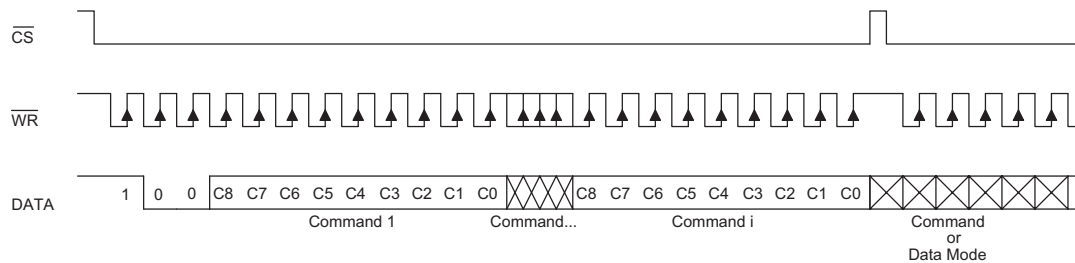 CS
WR
DATA 1 0 0 C8 C7 C6 C5 C4 C3 C2 C1 C0 C8 C7 C6 C5 C4 C3 C2 C1 C0
Command 1 Command... Command i Command
or
Data Mode